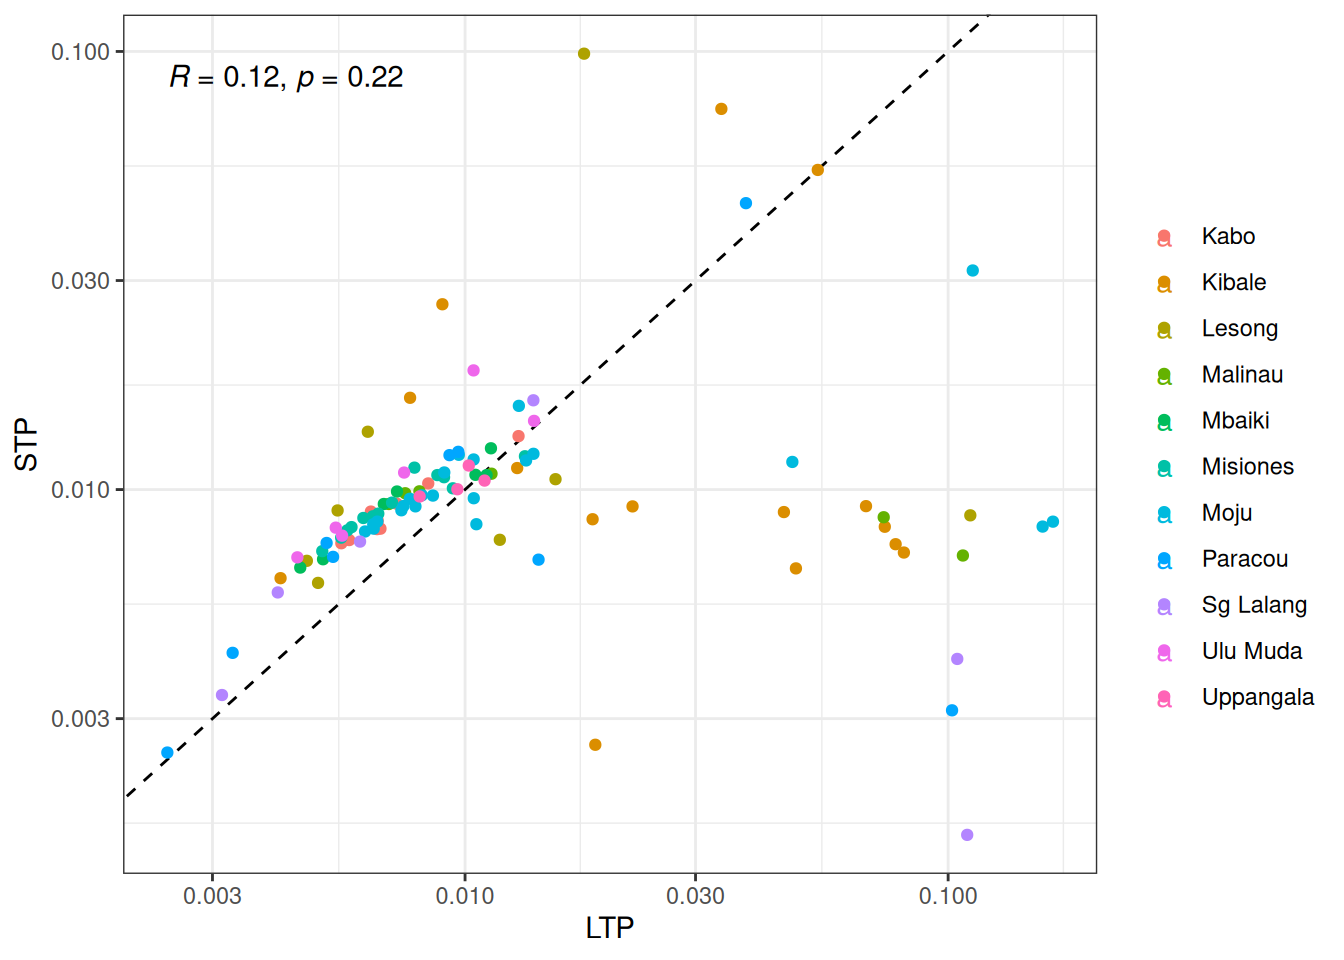 0.100
R = 0.12, p = 0.22
0.030
0.010
0.003
STP
0.003
0.010
0.030
0.100
LTP
a Kabo
a Kibale
a Lesong
a Malinau
a Mbaiki
a Misiones
a Moju
a Paracou
a Sg Lalang
a Ulu Muda
a Uppangala